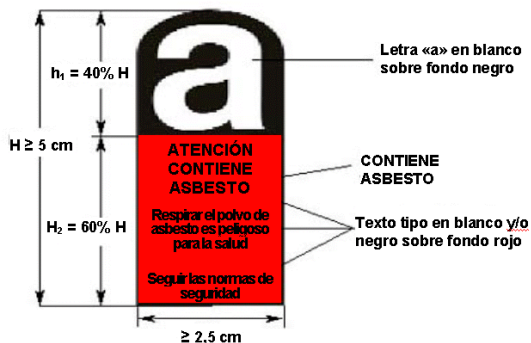 a
Letra «a» en blanco
sobre fondo negro
h₁ = 40% H
H ≥ 5 cm
ATENCIÓN
CONTIENE
ASBESTO
CONTIENE
ASBESTO
H₂ = 60% H
Respirar el polvo de
asbesto es peligoso
para la salud
Texto tipo en blanco y/o
negro sobre fondo rojo
Seguir las normas de
seguridad
≥ 2.5 cm